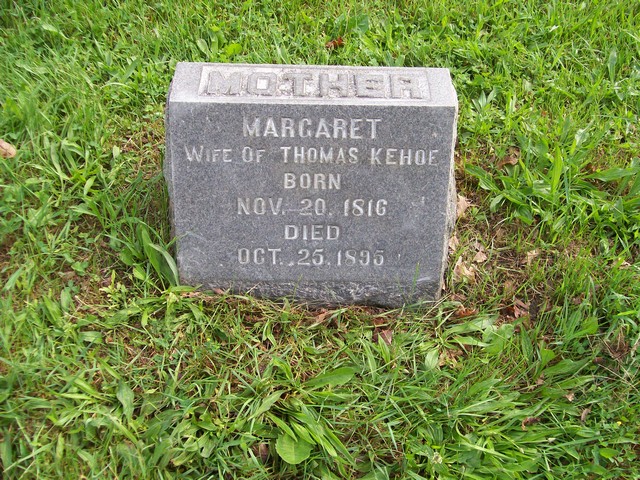 MOTHER
MARGARET
WIFE OF THOMAS KEHOE
BORN
NOV. 20, 1816
DIED
OCT. 25, 1895